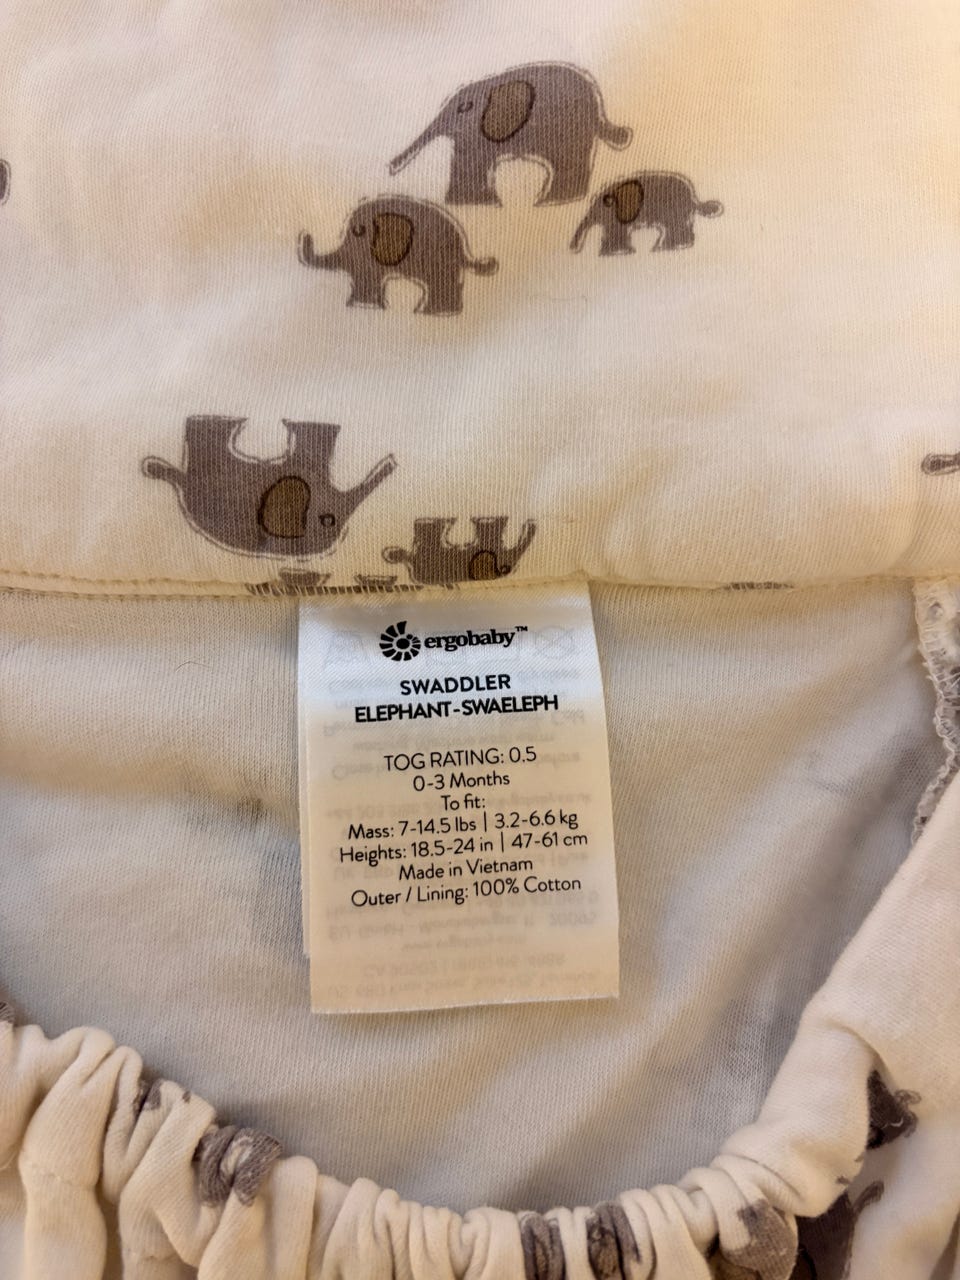 ergobaby™
SWADDLER
ELEPHANT-SWAELEPH
TOG RATING: 0.5
0-3 Months
To fit:
Mass: 7-14.5 lbs | 3.2-6.6 kg
Heights: 18.5-24 in | 47-61 cm
Made in Vietnam
Outer / Lining: 100% Cotton